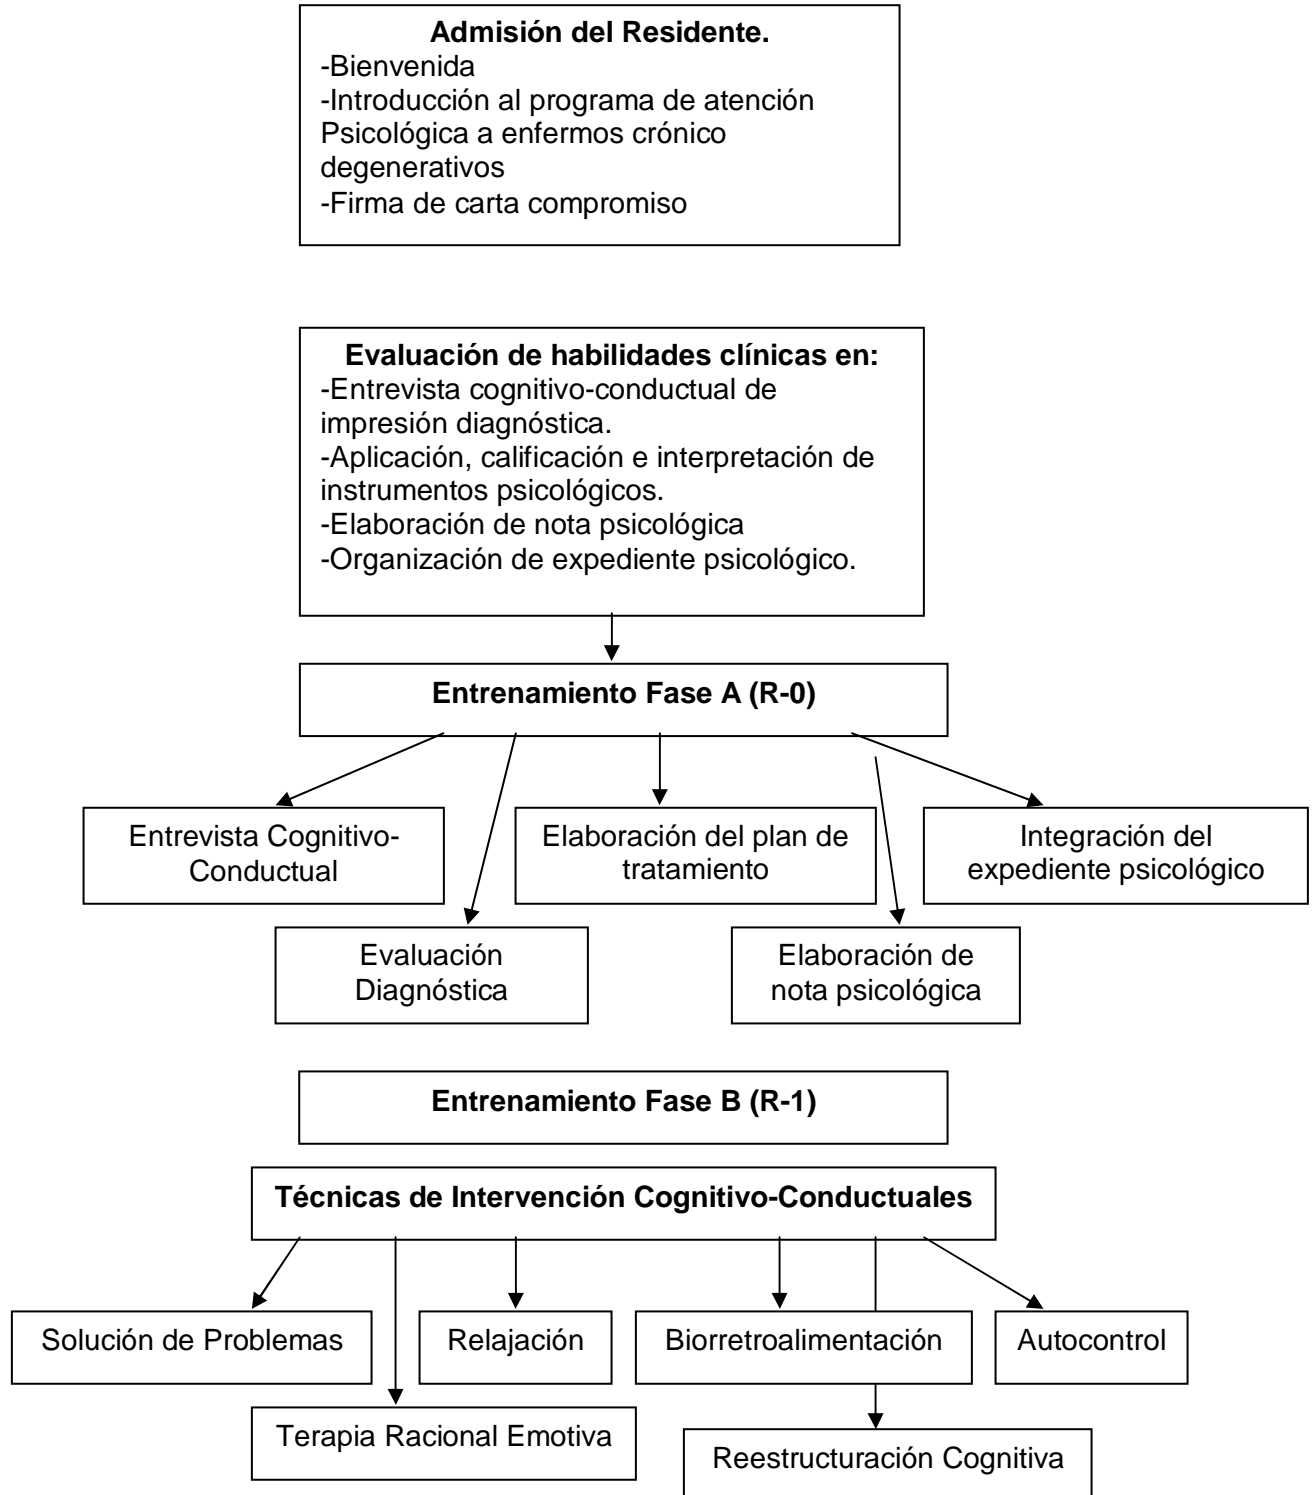 Admisión del Residente.
-Bienvenida
-Introducción al programa de atención
Psicológica a enfermos crónico
degenerativos
-Firma de carta compromiso
Evaluación de habilidades clínicas en:
-Entrevista cognitivo-conductual de
impresión diagnóstica.
-Aplicación, calificación e interpretación de
instrumentos psicológicos.
-Elaboración de nota psicológica
-Organización de expediente psicológico.
Entrenamiento Fase A (R-0)
Entrevista Cognitivo-
Conductual
Elaboración del plan de
tratamiento
Integración del
expediente psicológico
Evaluación
Diagnóstica
Elaboración de
nota psicológica
Entrenamiento Fase B (R-1)
Técnicas de Intervención Cognitivo-Conductuales
Solución de Problemas
Relajación
Biorretroalimentación
Autocontrol
Terapia Racional Emotiva
Reestructuración Cognitiva